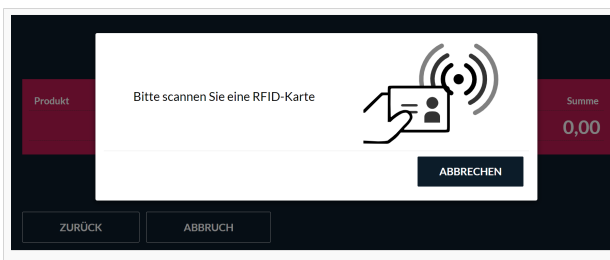 Bitte scannen Sie eine RFID-Karte
Produkt
Summe
0,00
ABBRECHEN
ZURÜCK
ABBRUCH